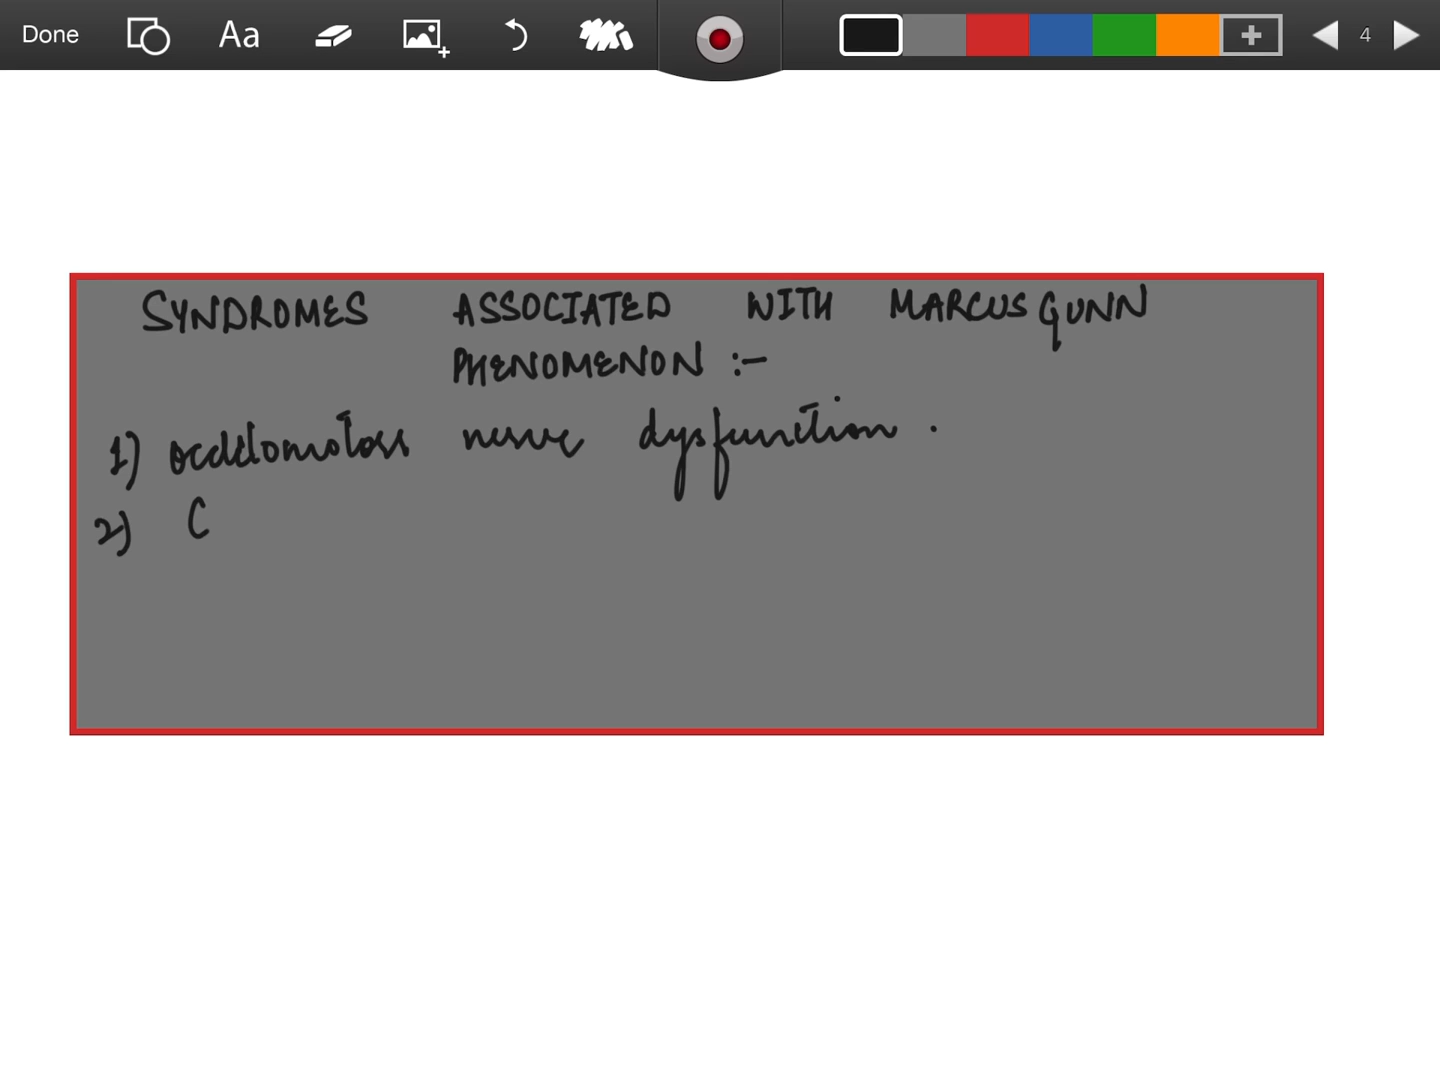 Done Aa 4
SYNDROMES ASSOCIATED WITH MARCUS GUNN
PHENOMENON :-
1) occulomotor nerve dysfunction .
2) C